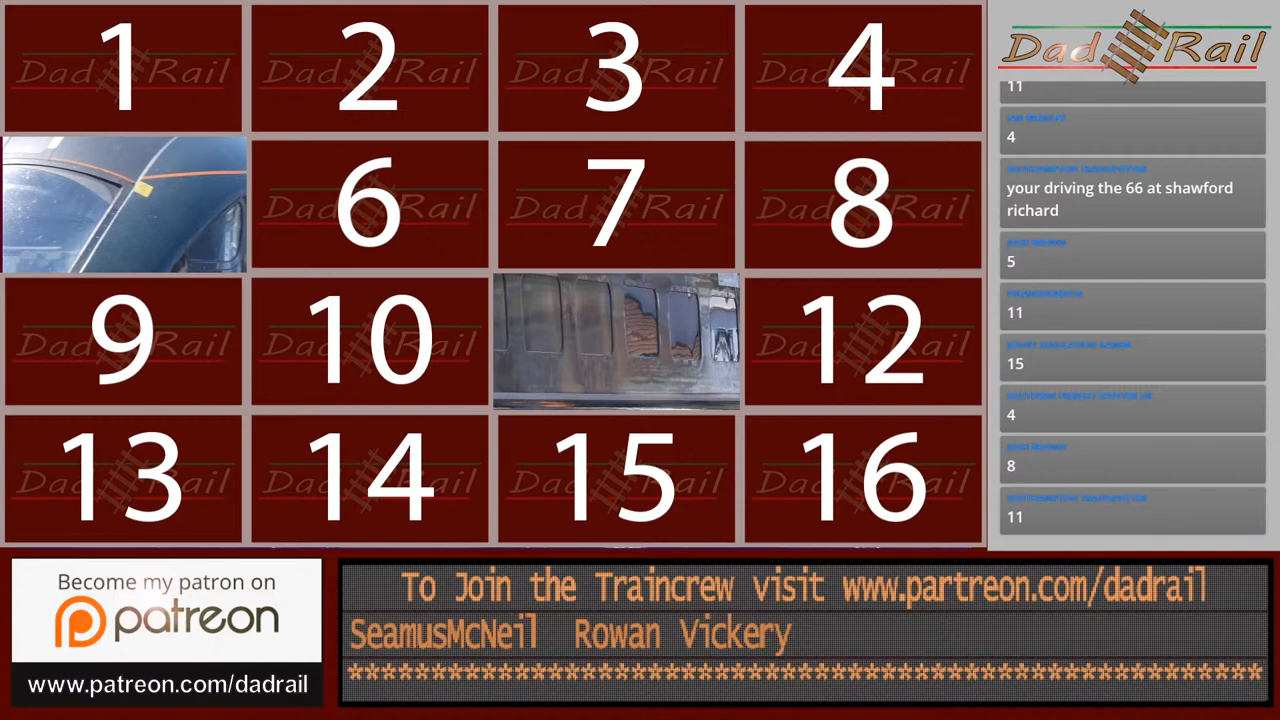 1
2
3
4
Dad Rail
6
7
8
9
10
12
13
14
15
16
11
4
your driving the 66 at shawford
richard
5
11
15
4
8
11
Become my patron on
patreon
www.patreon.com/dadrail
To Join the Traincrew visit www.partreon.com/dadrail
SeamusMcNeil Rowan Vickery
************************************************